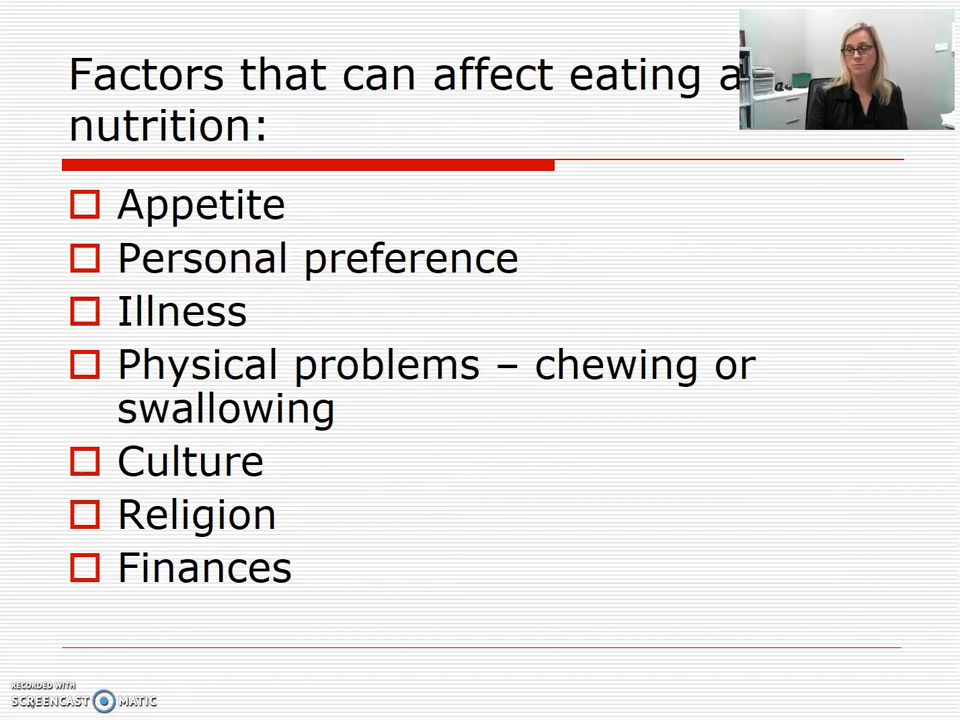 Factors that can affect eating a
nutrition:
Appetite
Personal preference
Illness
Physical problems – chewing or
swallowing
Culture
Religion
Finances
RECORDED WITH
SCREENCAST MATIC